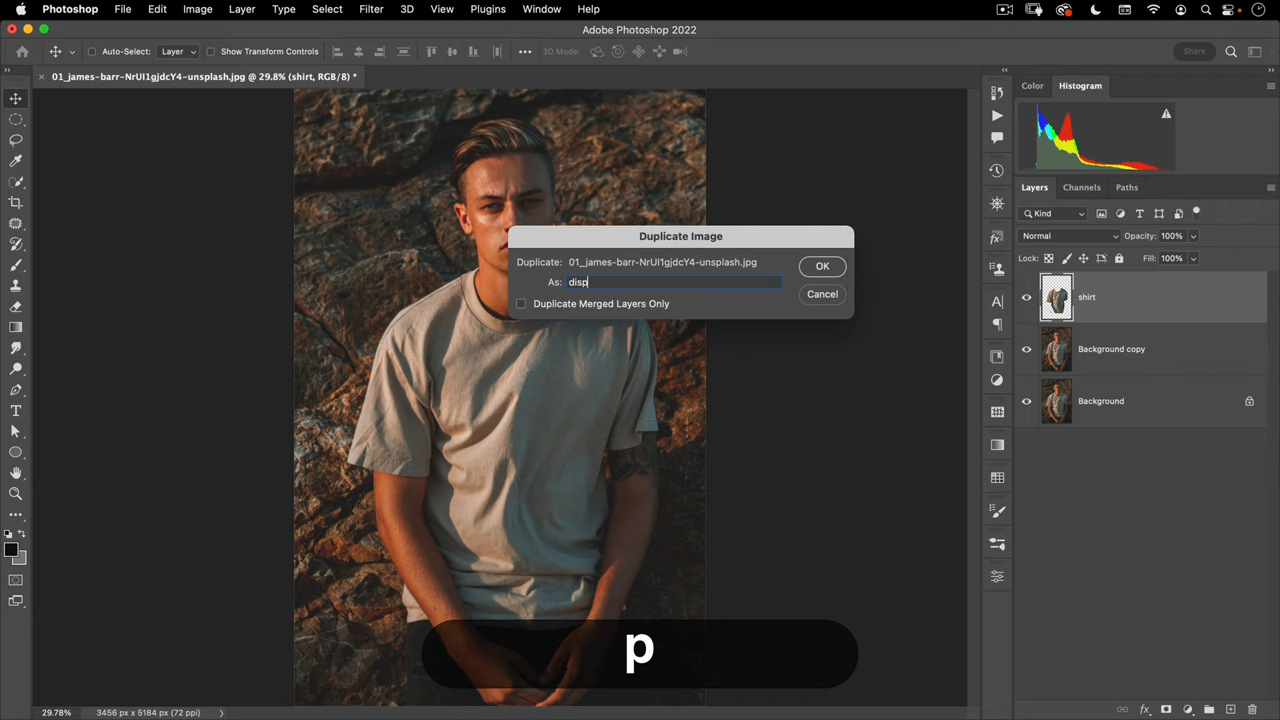 Photoshop File Edit Image Layer Type Select Filter 3D View Plugins Window Help
Adobe Photoshop 2022
Auto-Select: Layer Show Transform Controls 3D Mode: Share
01_james-barr-NrUI1gjdcY4-unsplash.jpg @ 29.8% (shirt, RGB/8) *
Color Histogram
Layers Channels Paths
Kind
Normal Opacity: 100%
Lock: Fill: 100%
shirt
Background copy
Background
Duplicate Image
Duplicate: 01_james-barr-NrUI1gjdcY4-unsplash.jpg OK
As: disp
Cancel
Duplicate Merged Layers Only
p
29.78% 3456 px x 5184 px (72 ppi)